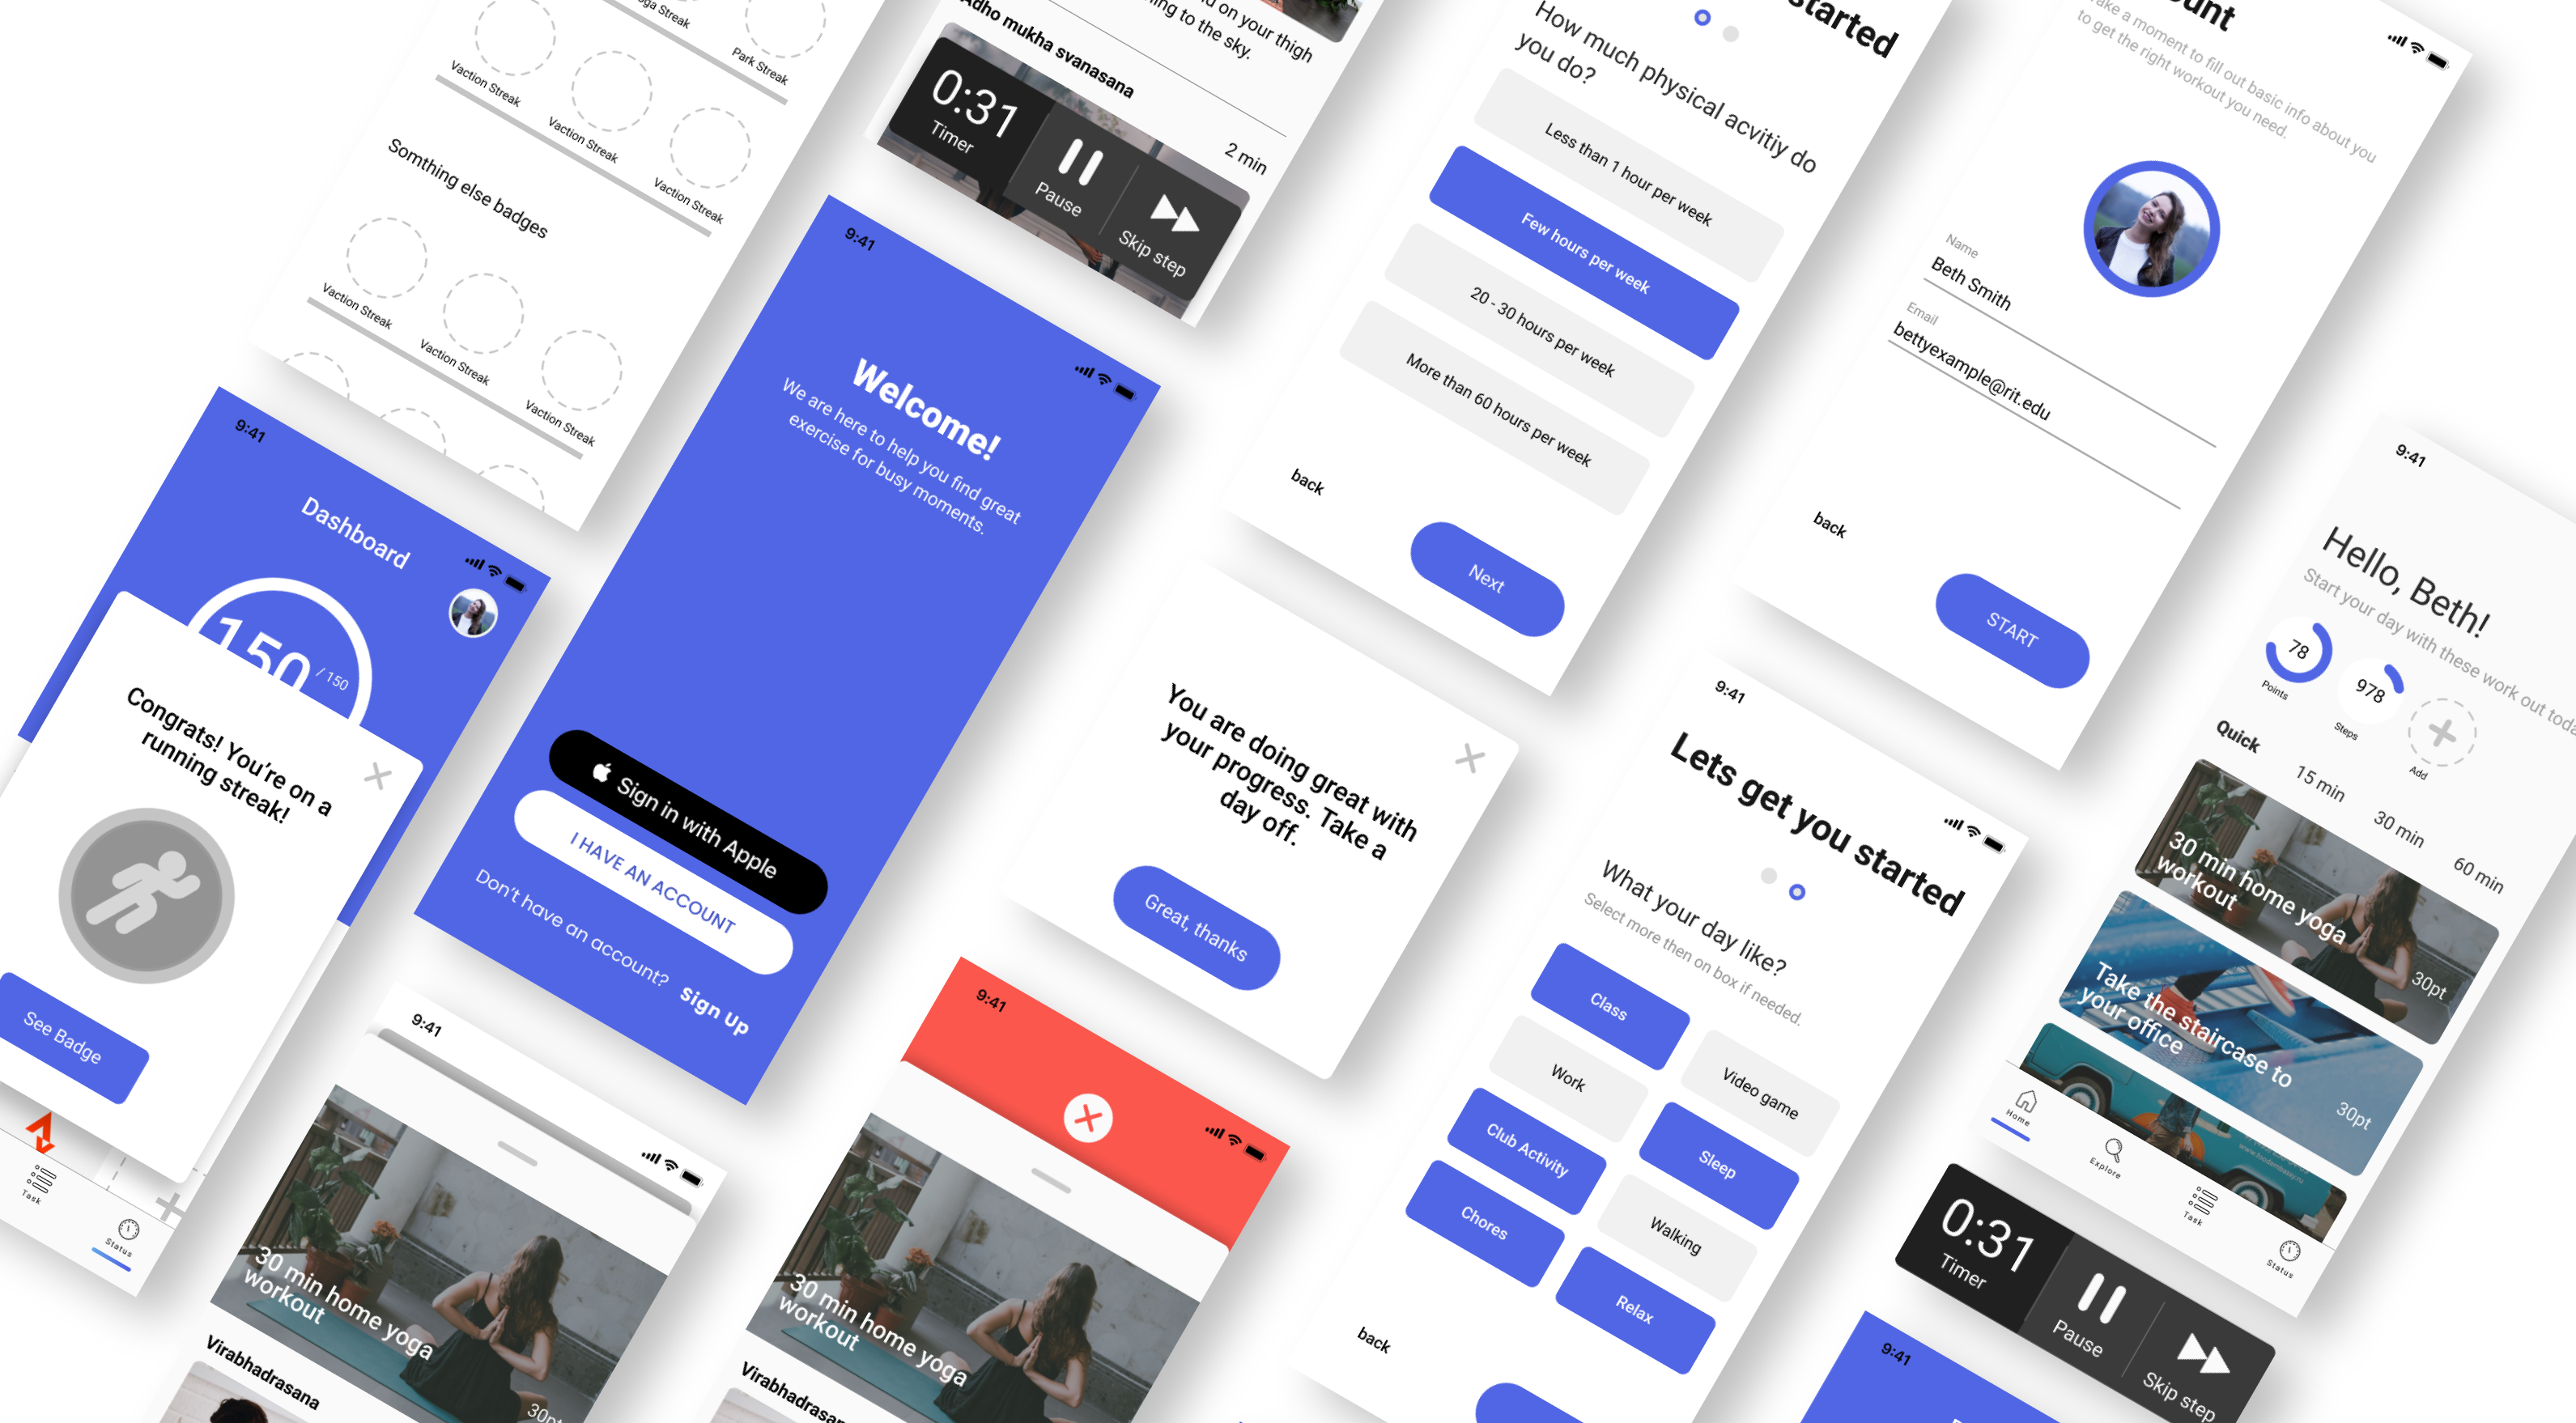 Park Streak
Vaction Streak
Vaction Streak
Vaction Streak
Somthing else badges
Vaction Streak
Vaction Streak
Vaction Streak
on your thigh
to the sky.
Adho mukha svanasana
2 min
0:31
Timer
Pause
Skip step
started
How much physical acvitiy do
you do?
Less than 1 hour per week
Few hours per week
20 - 30 hours per week
More than 60 hours per week
back
Next
Take a moment to fill out basic info about you
to get the right workout you need.
Name
Beth Smith
Email
bettyexample@rit.edu
back
START
9:41
Dashboard
150
/ 150
Congrats! You're on a
running streak!
See Badge
Task
Status
9:41
Welcome!
We are here to help you find great
exercise for busy moments.
Sign in with Apple
I HAVE AN ACCOUNT
Don't have an account?
Sign Up
You are doing great with
your progress. Take a
day off.
Great, thanks
9:41
Lets get you started
What your day like?
Select more then on box if needed.
Class
Video game
Work
Sleep
Club Activity
Walking
Chores
Relax
back
9:41
Hello, Beth!
Start your day with these work out
78
Points
978
Steps
Add
Quick
15 min
30 min
60 min
30 min home yoga
workout
30pt
Take the staircase to
your office
30pt
Home
Explore
Task
Status
0:31
Timer
Pause
Skip step
9:41
30 min home yoga
workout
30pt
Virabhadrasana
9:41
30 min home yoga
workout
9:41